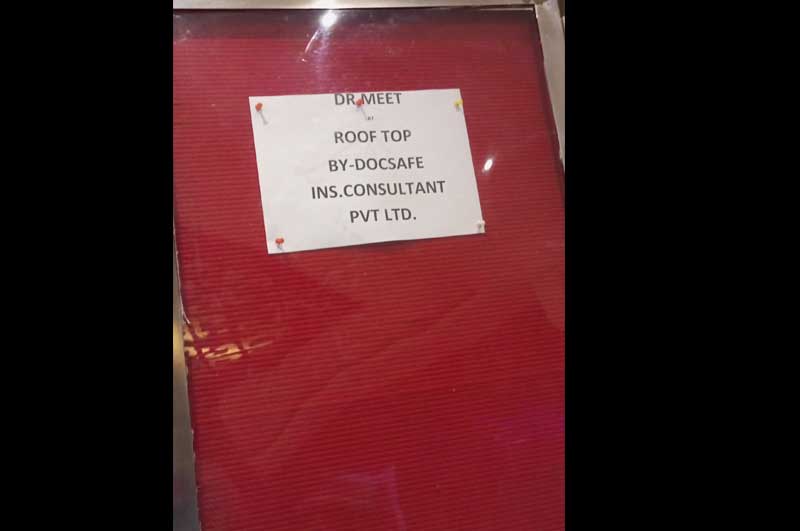 DR.MEET
ROOF TOP
BY-DOCSAFE
INS.CONSULTANT
PVT LTD.